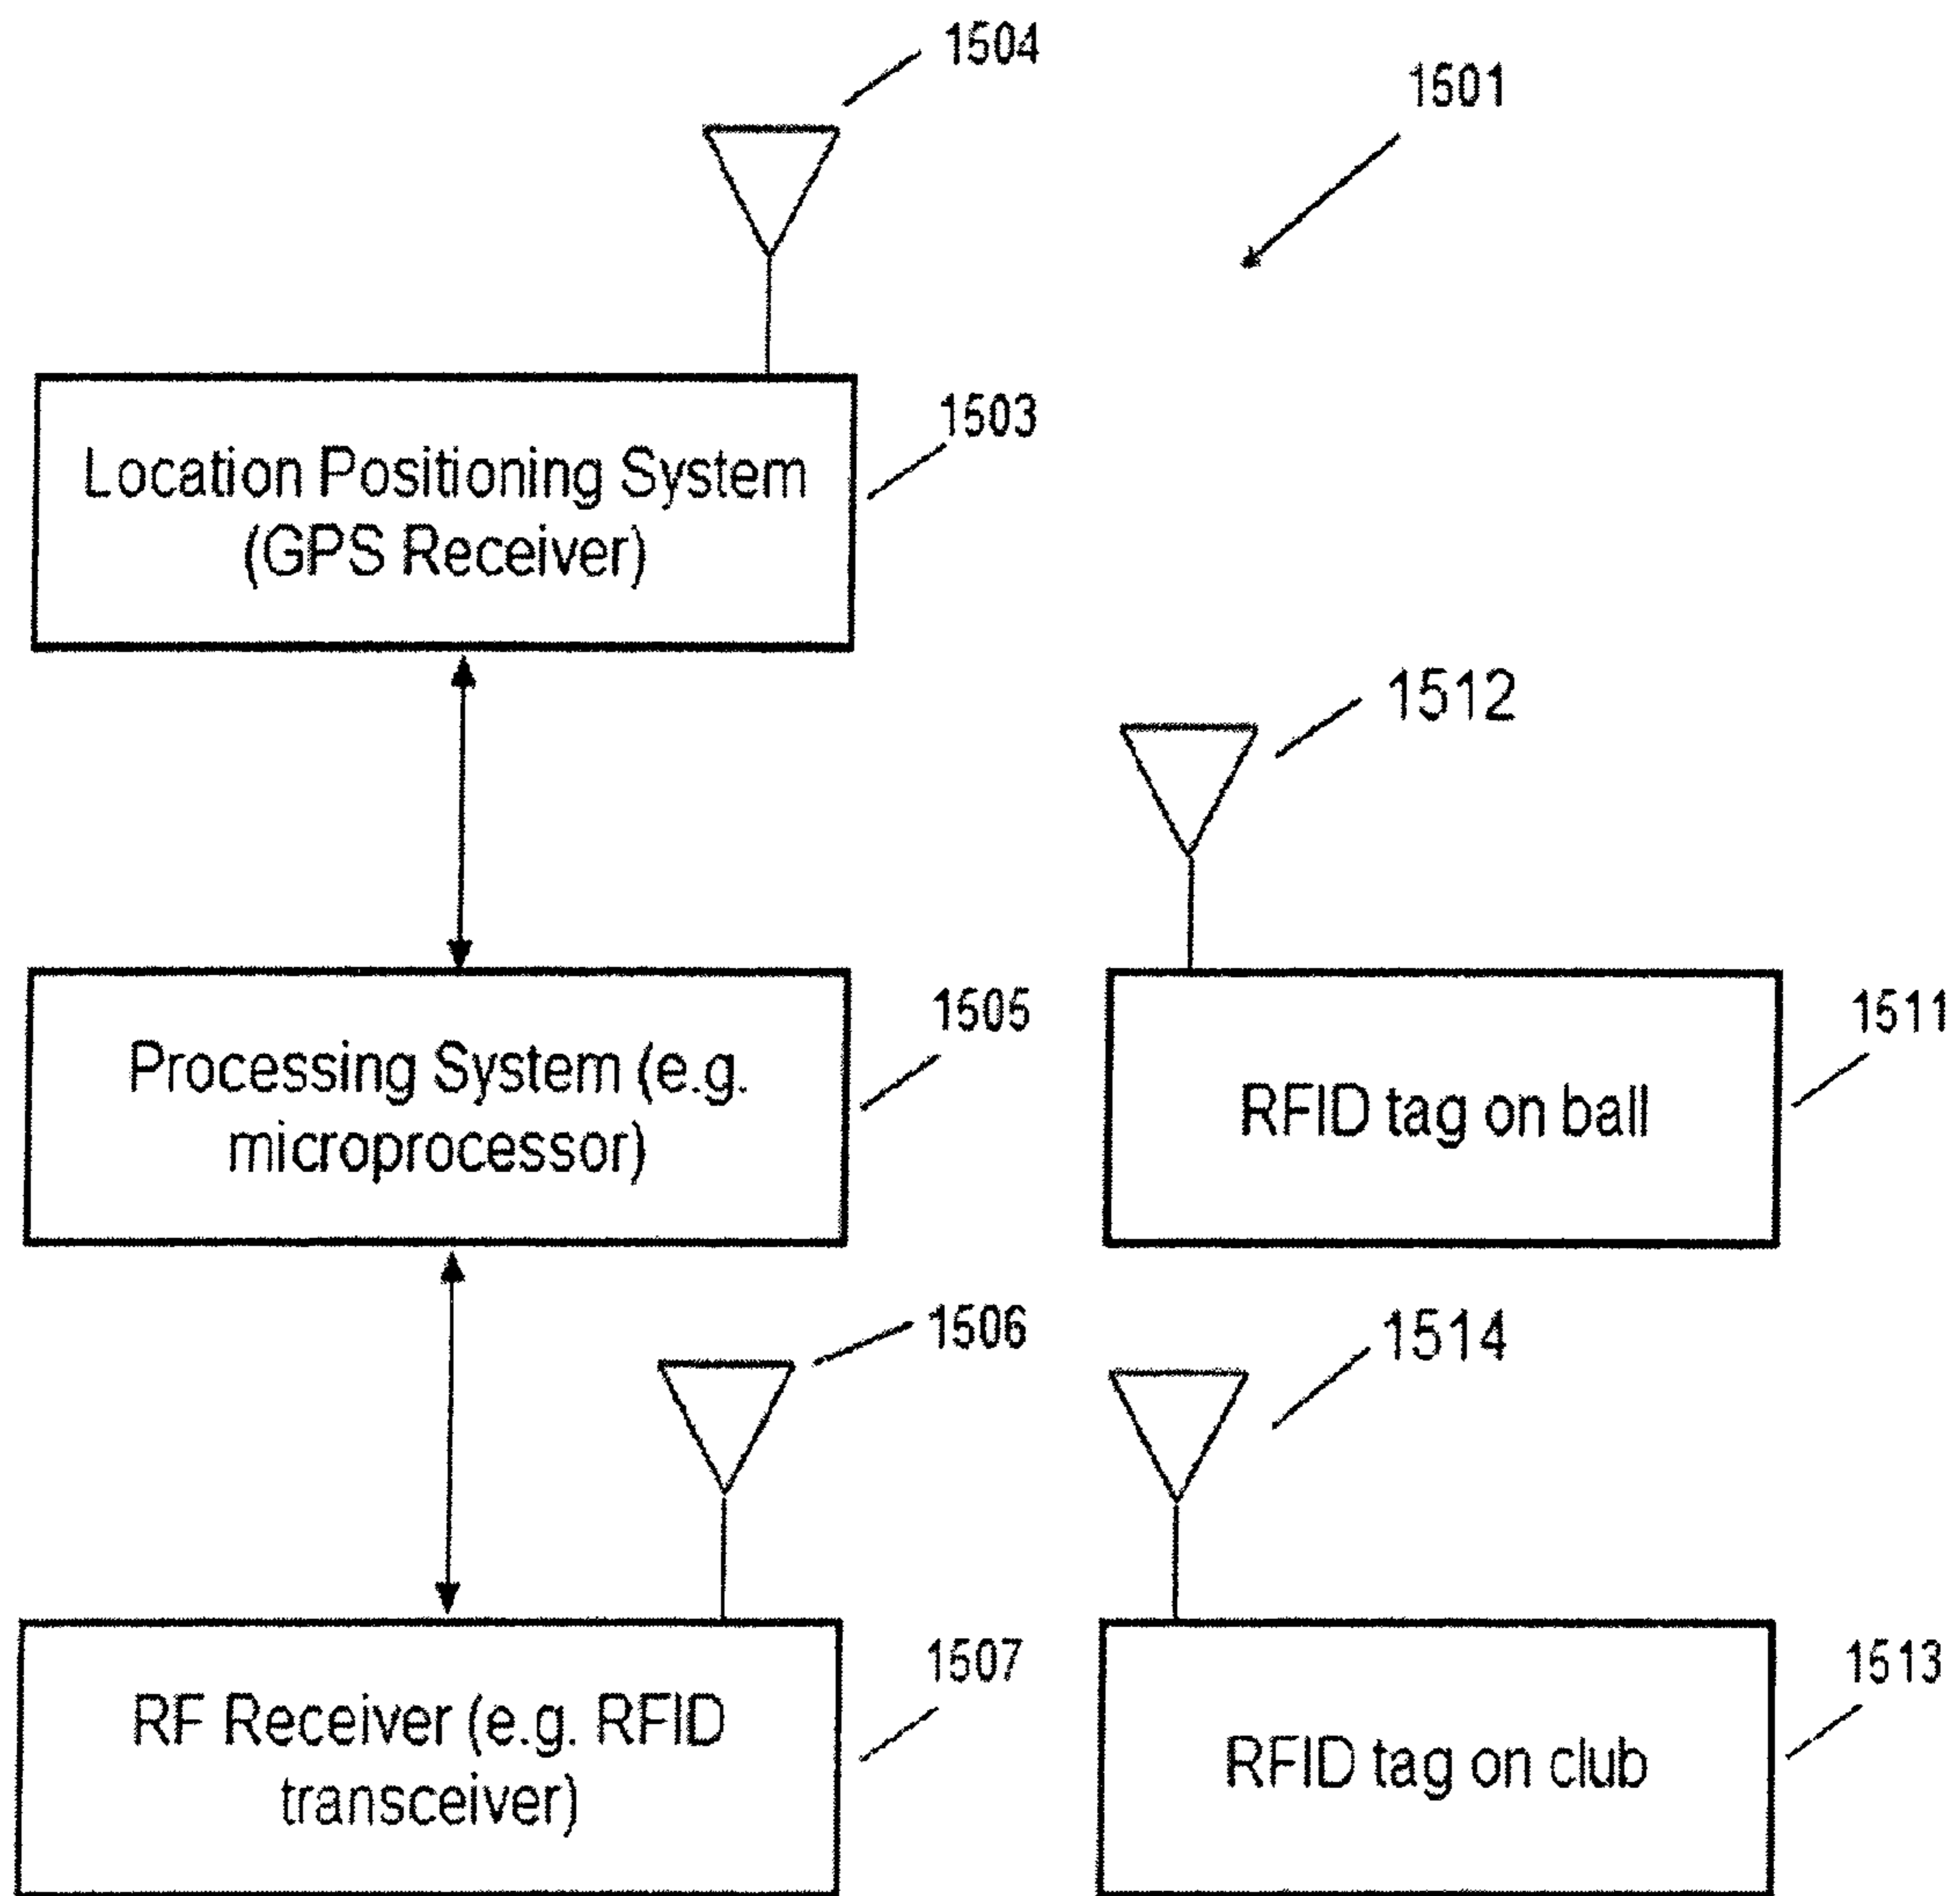 1504
1501
1503
Location Positioning System
(GPS Receiver)
1512
1505
Processing System (e.g.
microprocessor)
1511
RFID tag on ball
1506
1514
1507
RF Receiver (e.g. RFID
transceiver)
1513
RFID tag on club